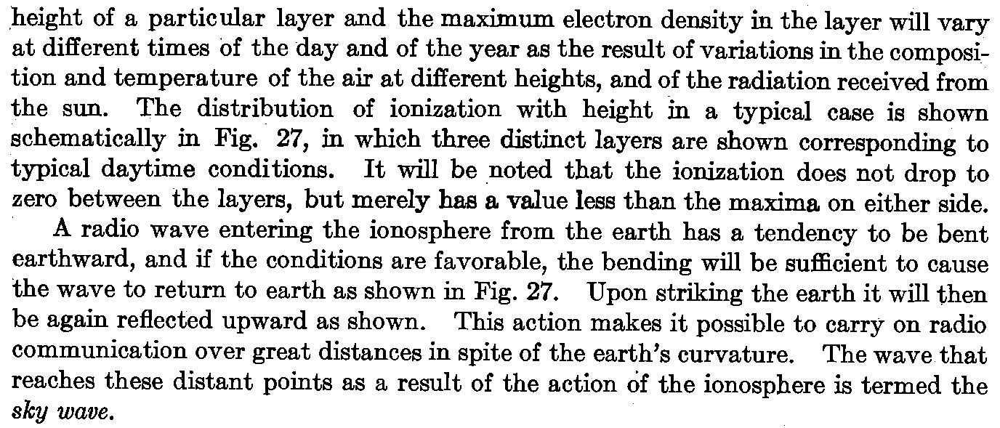 height of a particular layer and the maximum electron density in the layer will vary
at different times of the day and of the year as the result of variations in the composi-
tion and temperature of the air at different heights, and of the radiation received from
the sun. The distribution of ionization with height in a typical case is shown
schematically in Fig. 27, in which three distinct layers are shown corresponding to
typical daytime conditions. It will be noted that the ionization does not drop to
zero between the layers, but merely has a value less than the maxima on either side.
A radio wave entering the ionosphere from the earth has a tendency to be bent
earthward, and if the conditions are favorable, the bending will be sufficient to cause
the wave to return to earth as shown in Fig. 27. Upon striking the earth it will then
be again reflected upward as shown. This action makes it possible to carry on radio
communication over great distances in spite of the earth's curvature. The wave that
reaches these distant points as a result of the action of the ionosphere is termed the
sky wave.